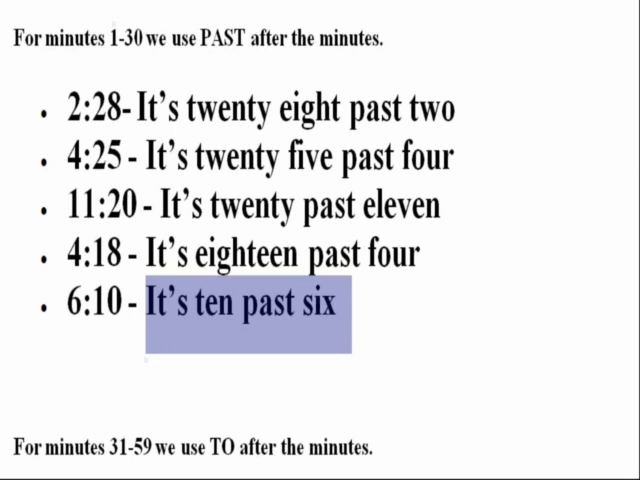 For minutes 1-30 we use PAST after the minutes.
• 2:28- It's twenty eight past two
• 4:25 - It's twenty five past four
• 11:20 - It's twenty past eleven
• 4:18 - It's eighteen past four
• 6:10 - It's ten past six
For minutes 31-59 we use TO after the minutes.